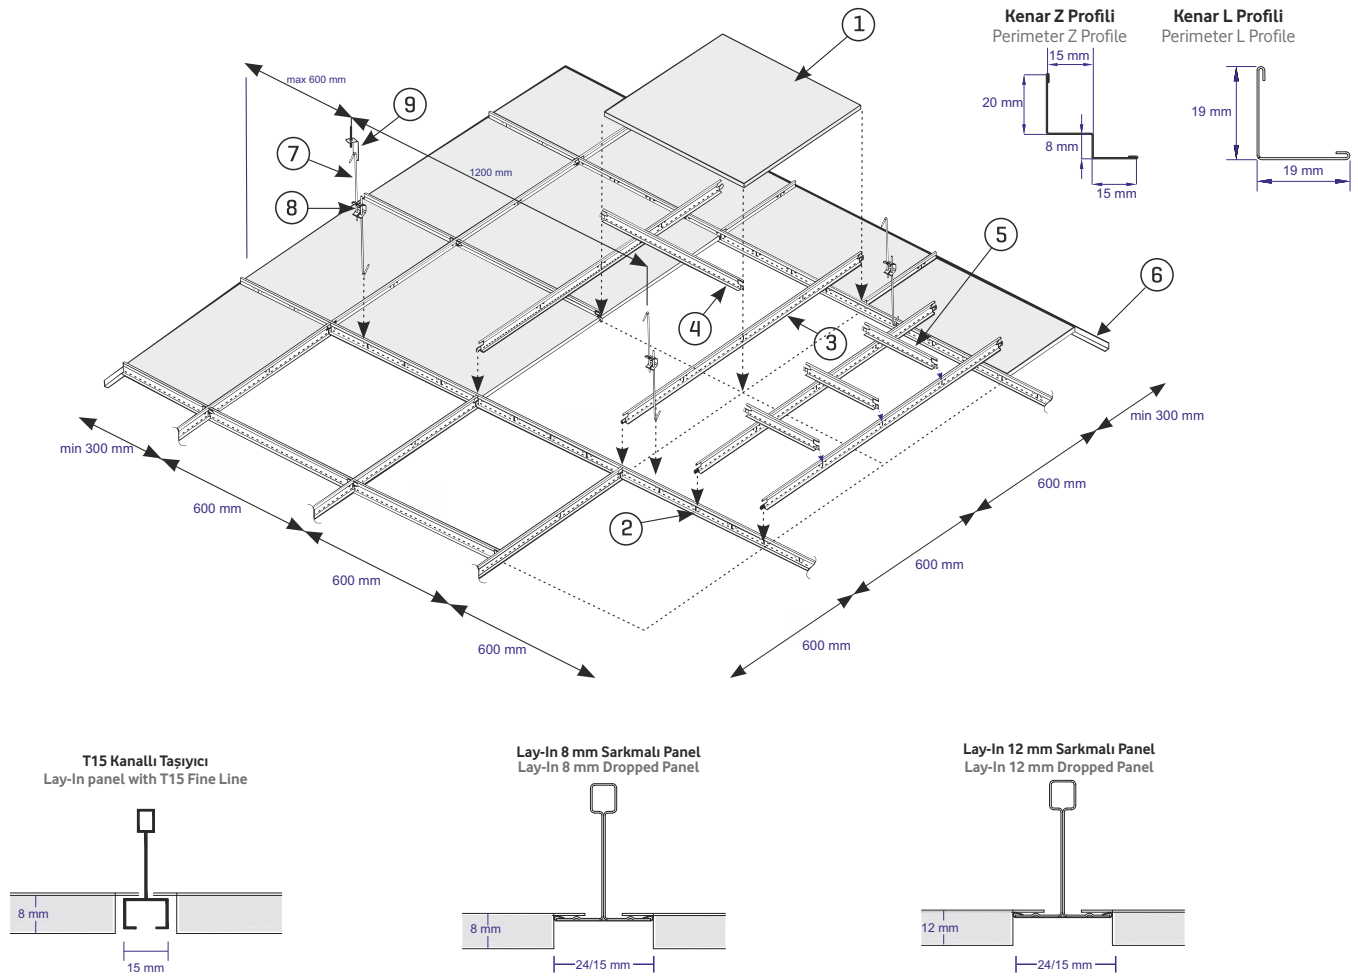 Kenar Z Profili
Perimeter Z Profile
15 mm
20 mm
8 mm
15 mm
Kenar L Profili
Perimeter L Profile
19 mm
19 mm
1
max 600 mm
9
7
8
1200 mm
5
6
4
3
2
min 300 mm
600 mm
600 mm
600 mm
min 300 mm
600 mm
600 mm
600 mm
T15 Kanallı Taşıyıcı
Lay-In panel with T15 Fine Line
8 mm
15 mm
Lay-In 8 mm Sarkmalı Panel
Lay-In 8 mm Dropped Panel
8 mm
24/15 mm
Lay-In 12 mm Sarkmalı Panel
Lay-In 12 mm Dropped Panel
12 mm
24/15 mm